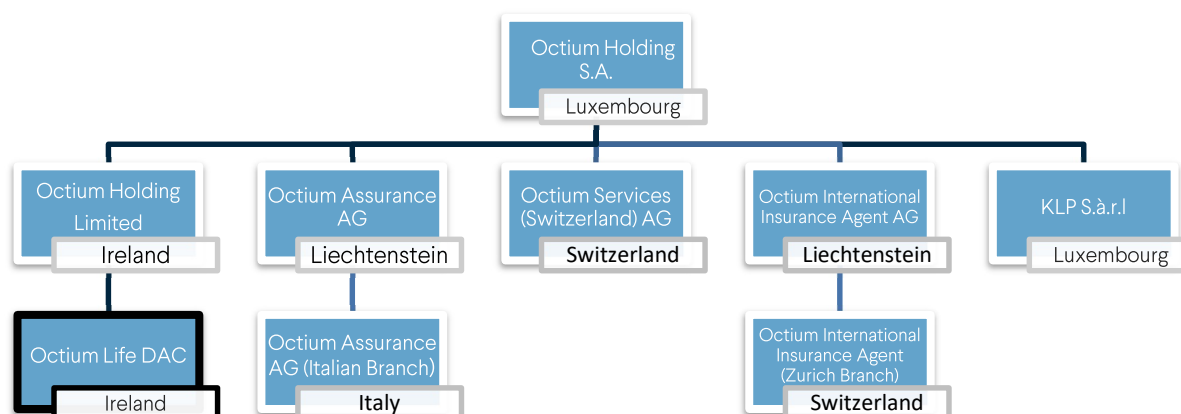 Octium Holding
S.A.
Luxembourg
Octium Holding
Limited
Ireland
Octium Assurance
AG
Liechtenstein
Octium Services
(Switzerland) AG
Switzerland
Octium International
Insurance Agent AG
Liechtenstein
KLP S.à.r.l
Luxembourg
Octium Life DAC
Ireland
Octium Assurance
AG (Italian Branch)
Italy
Octium International
Insurance Agent
(Zurich Branch)
Switzerland